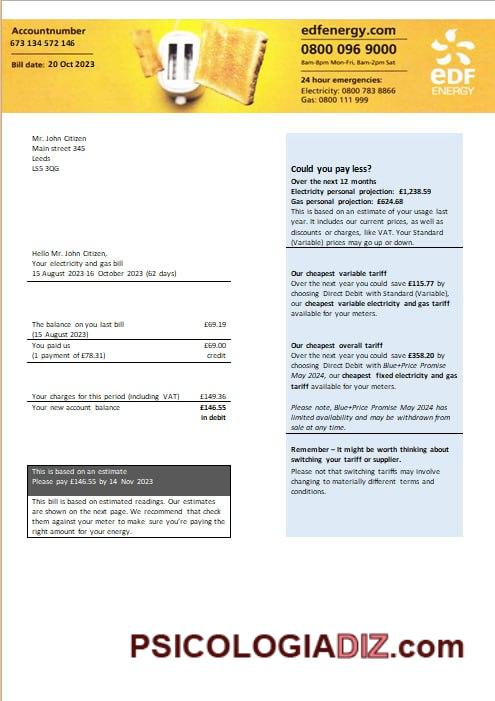 Accountnumber
673 134 572 146
Bill date: 20 Oct 2023
edfenergy.com
0800 096 9000
8am-8pm Mon-Fri, 8am-2pm Sat
24 hour emergencies:
Electricity: 0800 783 8866
Gas: 0800 111 999
eDF
ENERGY
Mr. John Citizen
Main street 345
Leeds
LS5 3QG
Hello Mr. John Citizen,
Your electricity and gas bill
15 August 2023-16 October 2023 (62 days)
The balance on you last bill £69.19
(15 August 2023)
You paid us £69.00
(1 payment of £78.31) credit
Your charges for this period (including VAT) £149.36
Your new account balance £146.55
in debit
This is based on an estimate
Please pay £146.55 by 14 Nov 2023
This bill is based on estimated readings. Our estimates
are shown on the next page. We recommend that check
them against your meter to make sure you're paying the
right amount for your energy.
Could you pay less?
Over the next 12 months
Electricity personal projection: £1,238.59
Gas personal projection: £624.68
This is based on an estimate of your usage last
year. It includes our current prices, as well as
discounts or charges, like VAT. Your Standard
(Variable) prices may go up or down.
Our cheapest variable tariff
Over the next year you could save £115.77 by
choosing Direct Debit with Standard (Variable),
our cheapest variable electricity and gas tariff
available for your meters.
Our cheapest overall tariff
Over the next year you could save £358.20 by
choosing Direct Debit with Blue+Price Promise
May 2024, our cheapest fixed electricity and gas
tariff available for your meters.
Please note, Blue+Price Promise May 2024 has
limited availability and may be withdrawn from
sale at any time.
Remember – It might be worth thinking about
switching your tariff or supplier.
Please not that switching tariffs may involve
changing to materially different terms and
conditions.
PSICOLOGIADIZ.com